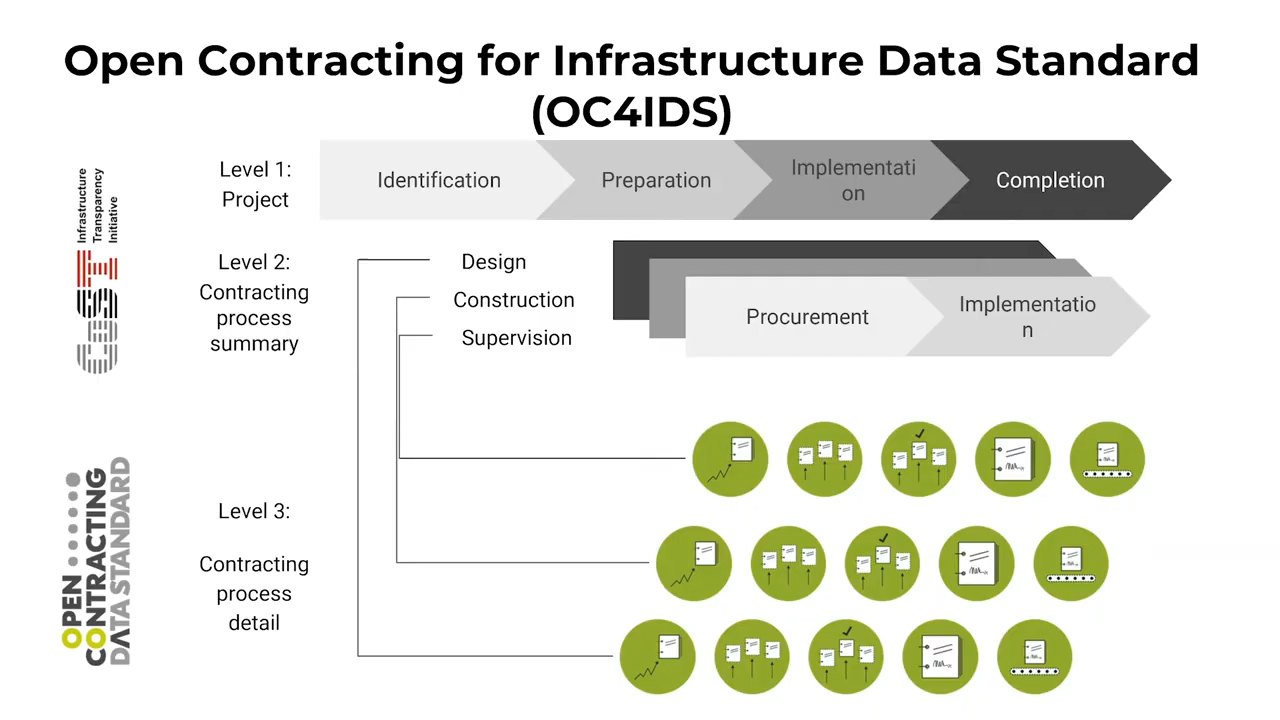 Open Contracting for Infrastructure Data Standard
(OC4IDS)
Level 1:
Project
Identification
Preparation
Implementati
on
Completion
Infrastructure
Transparency
Initiative
CoST
Level 2:
Contracting
process
summary
Design
Construction
Supervision
Procurement
Implementatio
n
OPEN
CONTRACTING
DATA STANDARD
Level 3:
Contracting
process
detail